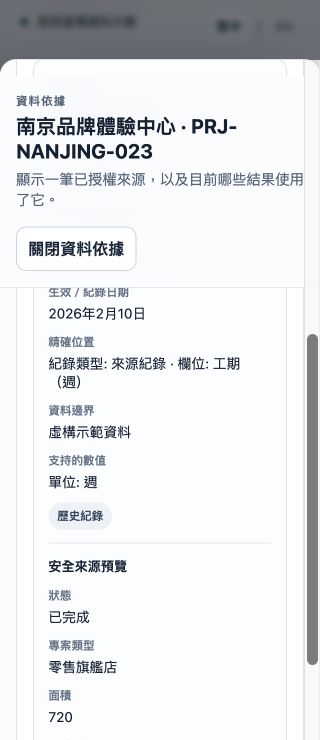 資料依據
南京品牌體驗中心 · PRJ-
NANJING-023
顯示一筆已授權來源，以及目前哪些結果使用
了它。
關閉資料依據
生效 / 紀錄日期
2026年2月10日
精確位置
紀錄類型: 來源紀錄 · 欄位: 工期
（週）
資料邊界
虛構示範資料
支持的數值
單位: 週
歷史紀錄
安全來源預覽
狀態
已完成
專案類型
零售旗艦店
面積
720